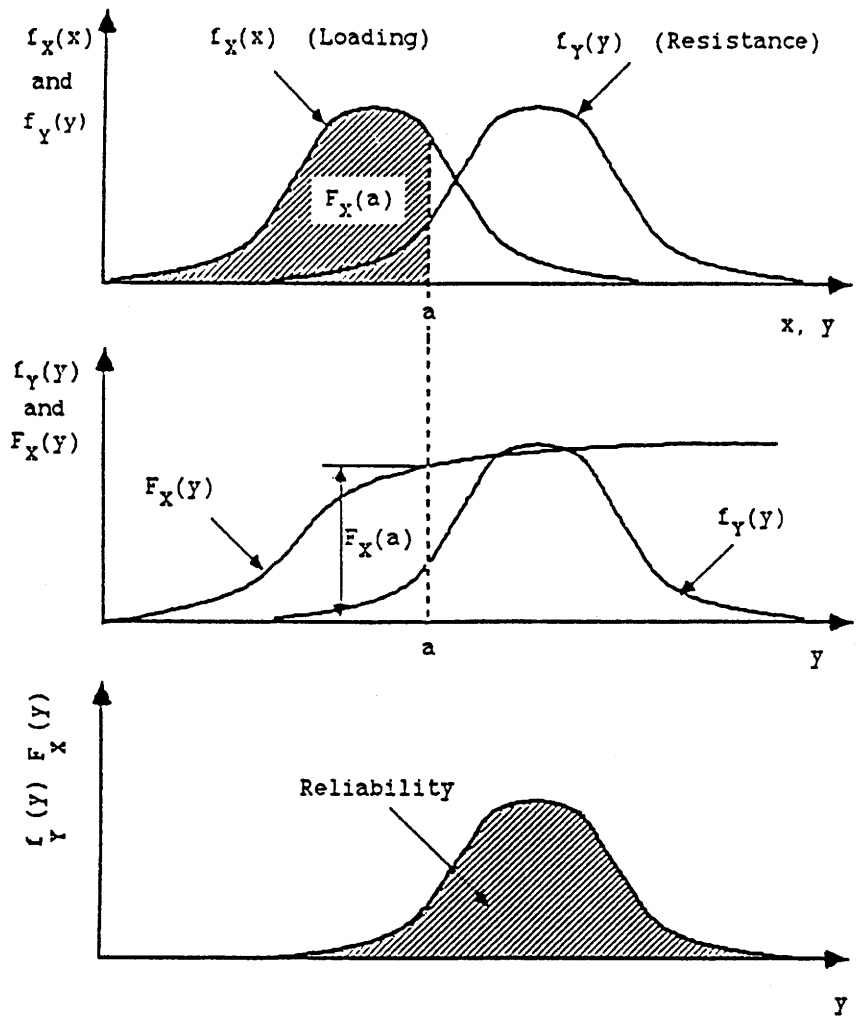 f_X(x)
and
f_Y(y)
f_X(x) (Loading)
f_Y(y) (Resistance)
F_X(a)
a
x, y
f_Y(y)
and
F_X(y)
F_X(y)
F_X(a)
f_Y(y)
a
y
f_Y(y) F_X(y)
Reliability
y